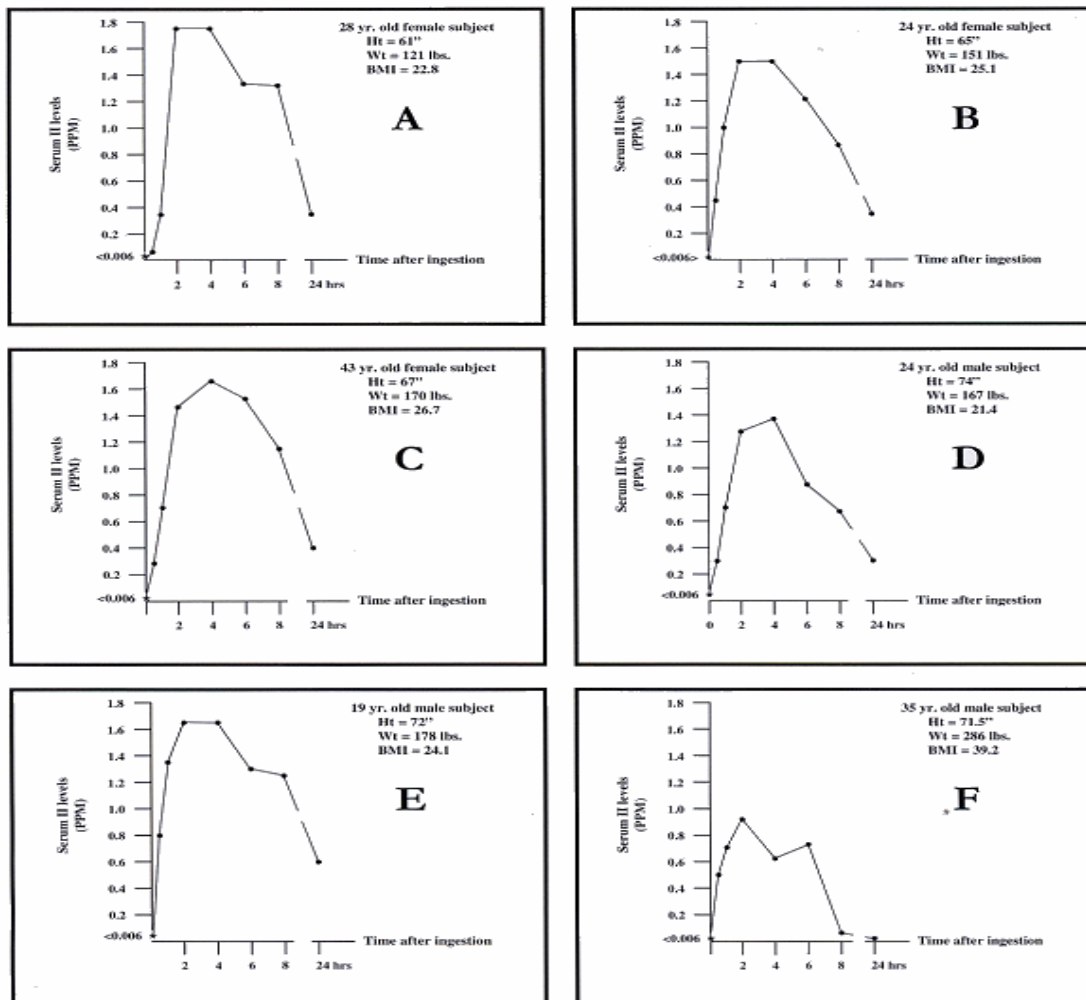 28 yr. old female subject
Ht = 61"
Wt = 121 lbs.
BMI = 22.8
A
Serum II levels
(PPM)
1.8
1.6
1.4
1.2
1.0
0.8
0.6
0.4
0.2
<0.006
Time after ingestion
2 4 6 8 24 hrs
24 yr. old female subject
Ht = 65"
Wt = 151 lbs.
BMI = 25.1
B
Serum II levels
(PPM)
1.8
1.6
1.4
1.2
1.0
0.8
0.6
0.4
0.2
<0.006>
Time after ingestion
2 4 6 8 24 hrs
43 yr. old female subject
Ht = 67"
Wt = 170 lbs.
BMI = 26.7
C
Serum II levels
(PPM)
1.8
1.6
1.4
1.2
1.0
0.8
0.6
0.4
0.2
<0.006
Time after ingestion
2 4 6 8 24 hrs
24 yr. old male subject
Ht = 74"
Wt = 167 lbs.
BMI = 21.4
D
Serum II levels
(PPM)
1.8
1.6
1.4
1.2
1.0
0.8
0.6
0.4
0.2
<0.006
Time after ingestion
0 2 4 6 8 24 hrs
19 yr. old male subject
Ht = 72"
Wt = 178 lbs.
BMI = 24.1
E
Serum II levels
(PPM)
1.8
1.6
1.4
1.2
1.0
0.8
0.6
0.4
0.2
<0.006
Time after ingestion
2 4 6 8 24 hrs
35 yr. old male subject
Ht = 71.5"
Wt = 286 lbs.
BMI = 39.2
*F
Serum II levels
(PPM)
1.8
1.6
1.4
1.2
1.0
0.8
0.6
0.4
0.2
<0.006
Time after ingestion
2 4 6 8 24 hrs